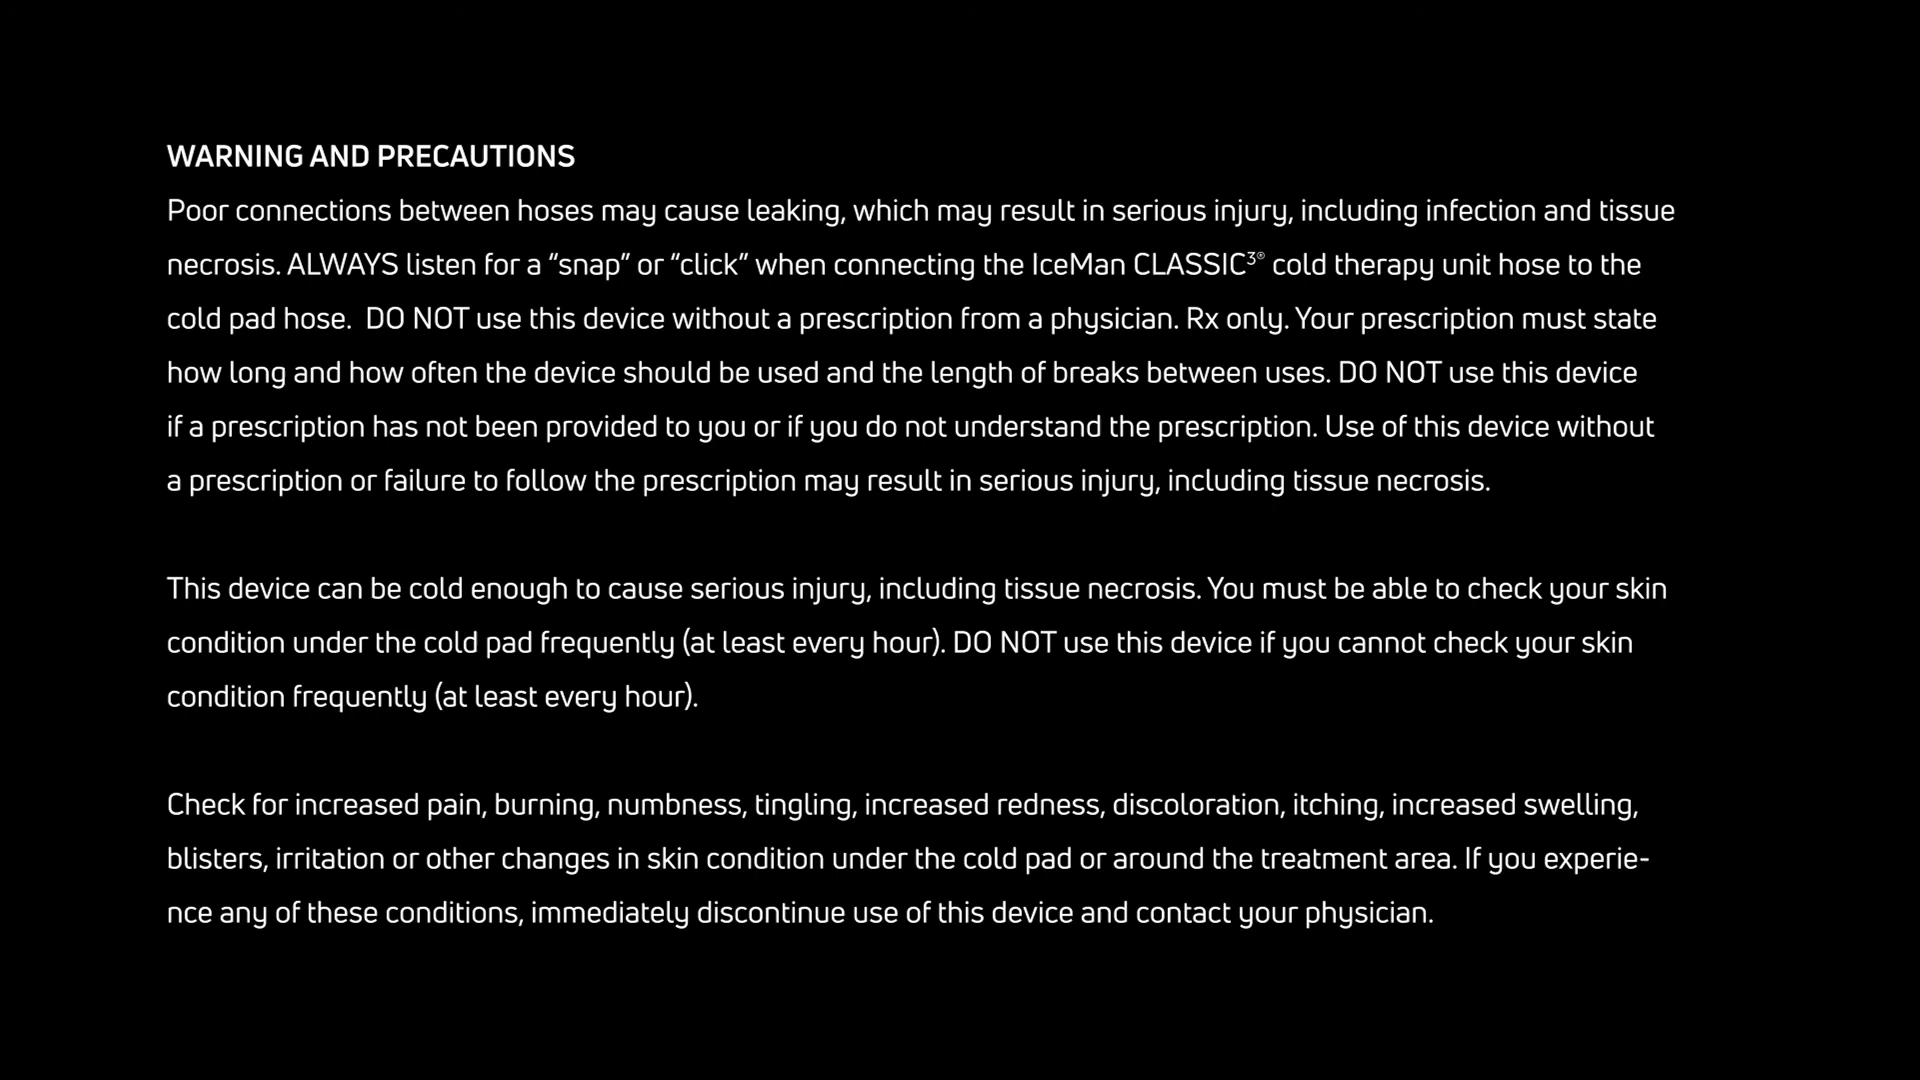 WARNING AND PRECAUTIONS
Poor connections between hoses may cause leaking, which may result in serious injury, including infection and tissue
necrosis. ALWAYS listen for a “snap” or “click” when connecting the IceMan CLASSIC³® cold therapy unit hose to the
cold pad hose.  DO NOT use this device without a prescription from a physician. Rx only. Your prescription must state
how long and how often the device should be used and the length of breaks between uses. DO NOT use this device
if a prescription has not been provided to you or if you do not understand the prescription. Use of this device without
a prescription or failure to follow the prescription may result in serious injury, including tissue necrosis.
This device can be cold enough to cause serious injury, including tissue necrosis. You must be able to check your skin
condition under the cold pad frequently (at least every hour). DO NOT use this device if you cannot check your skin
condition frequently (at least every hour).
Check for increased pain, burning, numbness, tingling, increased redness, discoloration, itching, increased swelling,
blisters, irritation or other changes in skin condition under the cold pad or around the treatment area. If you experie-
nce any of these conditions, immediately discontinue use of this device and contact your physician.